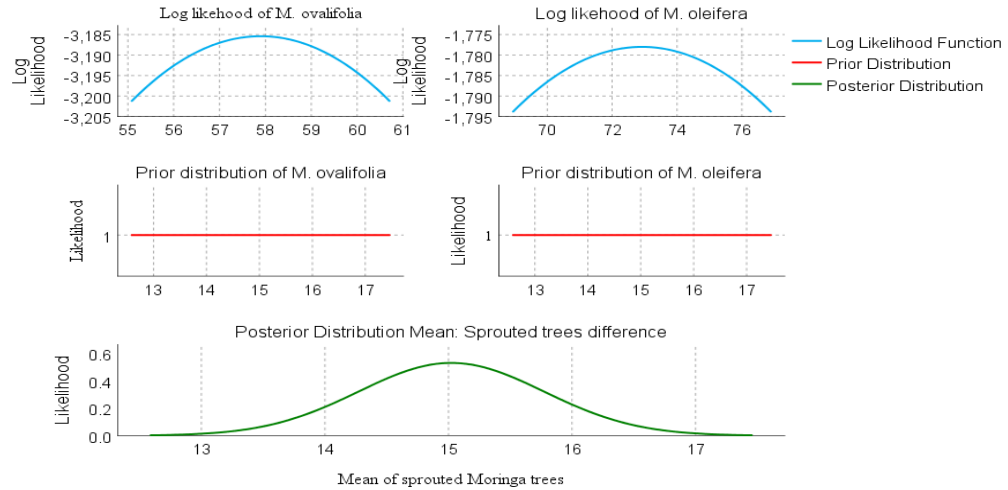 Log likehood of M. ovalifolia
Log likehood of M. oleifera
Log
Likelihood
-3,185
-3,190
-3,195
-3,200
-3,205
55
56
57
58
59
60
61
Log
Likelihood
-1,775
-1,780
-1,785
-1,790
-1,795
70
72
74
76
Log Likelihood Function
Prior Distribution
Posterior Distribution
Prior distribution of M. ovalifolia
Prior distribution of M. oleifera
Likelihood
1
13
14
15
16
17
Likelihood
1
13
14
15
16
17
Posterior Distribution Mean: Sprouted trees difference
Likelihood
0.6
0.4
0.2
0.0
13
14
15
16
17
Mean of sprouted Moringa trees